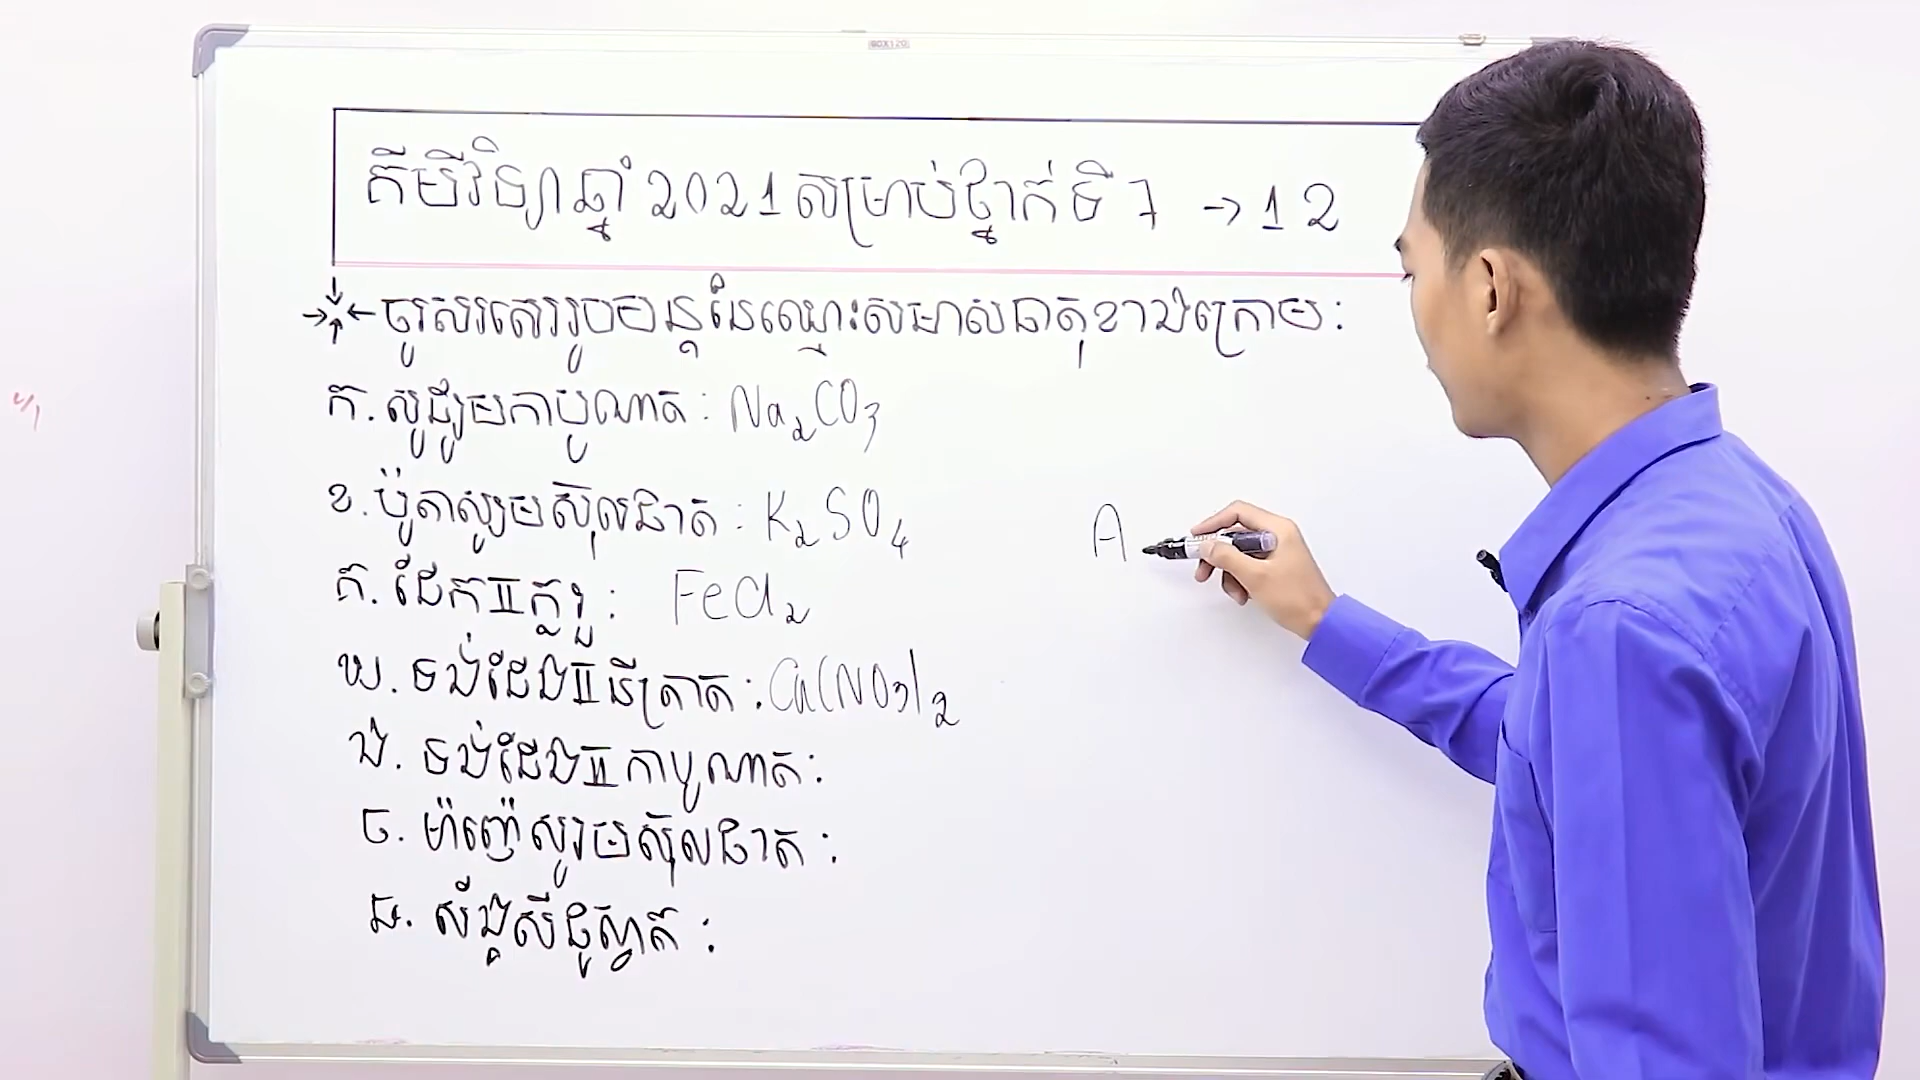 គីមីវិទ្យាឆ្នាំ 2021 សម្រាប់ថ្នាក់ទី 7 → 12
ចូរសរសេររូបមន្តនៃឈ្មោះសមាសធាតុខាងក្រោម:
ក. សូដ្យូមកាបូណាត: Na₂CO₃
ខ. ប៉ូតាស្យូមស៊ុលផាត: K₂SO₄
គ. ដែកIIក្លរួ: FeCl₂
ឃ. ទង់ដែងIIនីត្រាត: Cu(NO₃)₂
ង. ទង់ដែងIIកាបូណាត:
ច. ម៉ាញ៉េស្យូមស៊ុលផាត:
ឆ. ស័ង្កសីផូស្វាត:
A